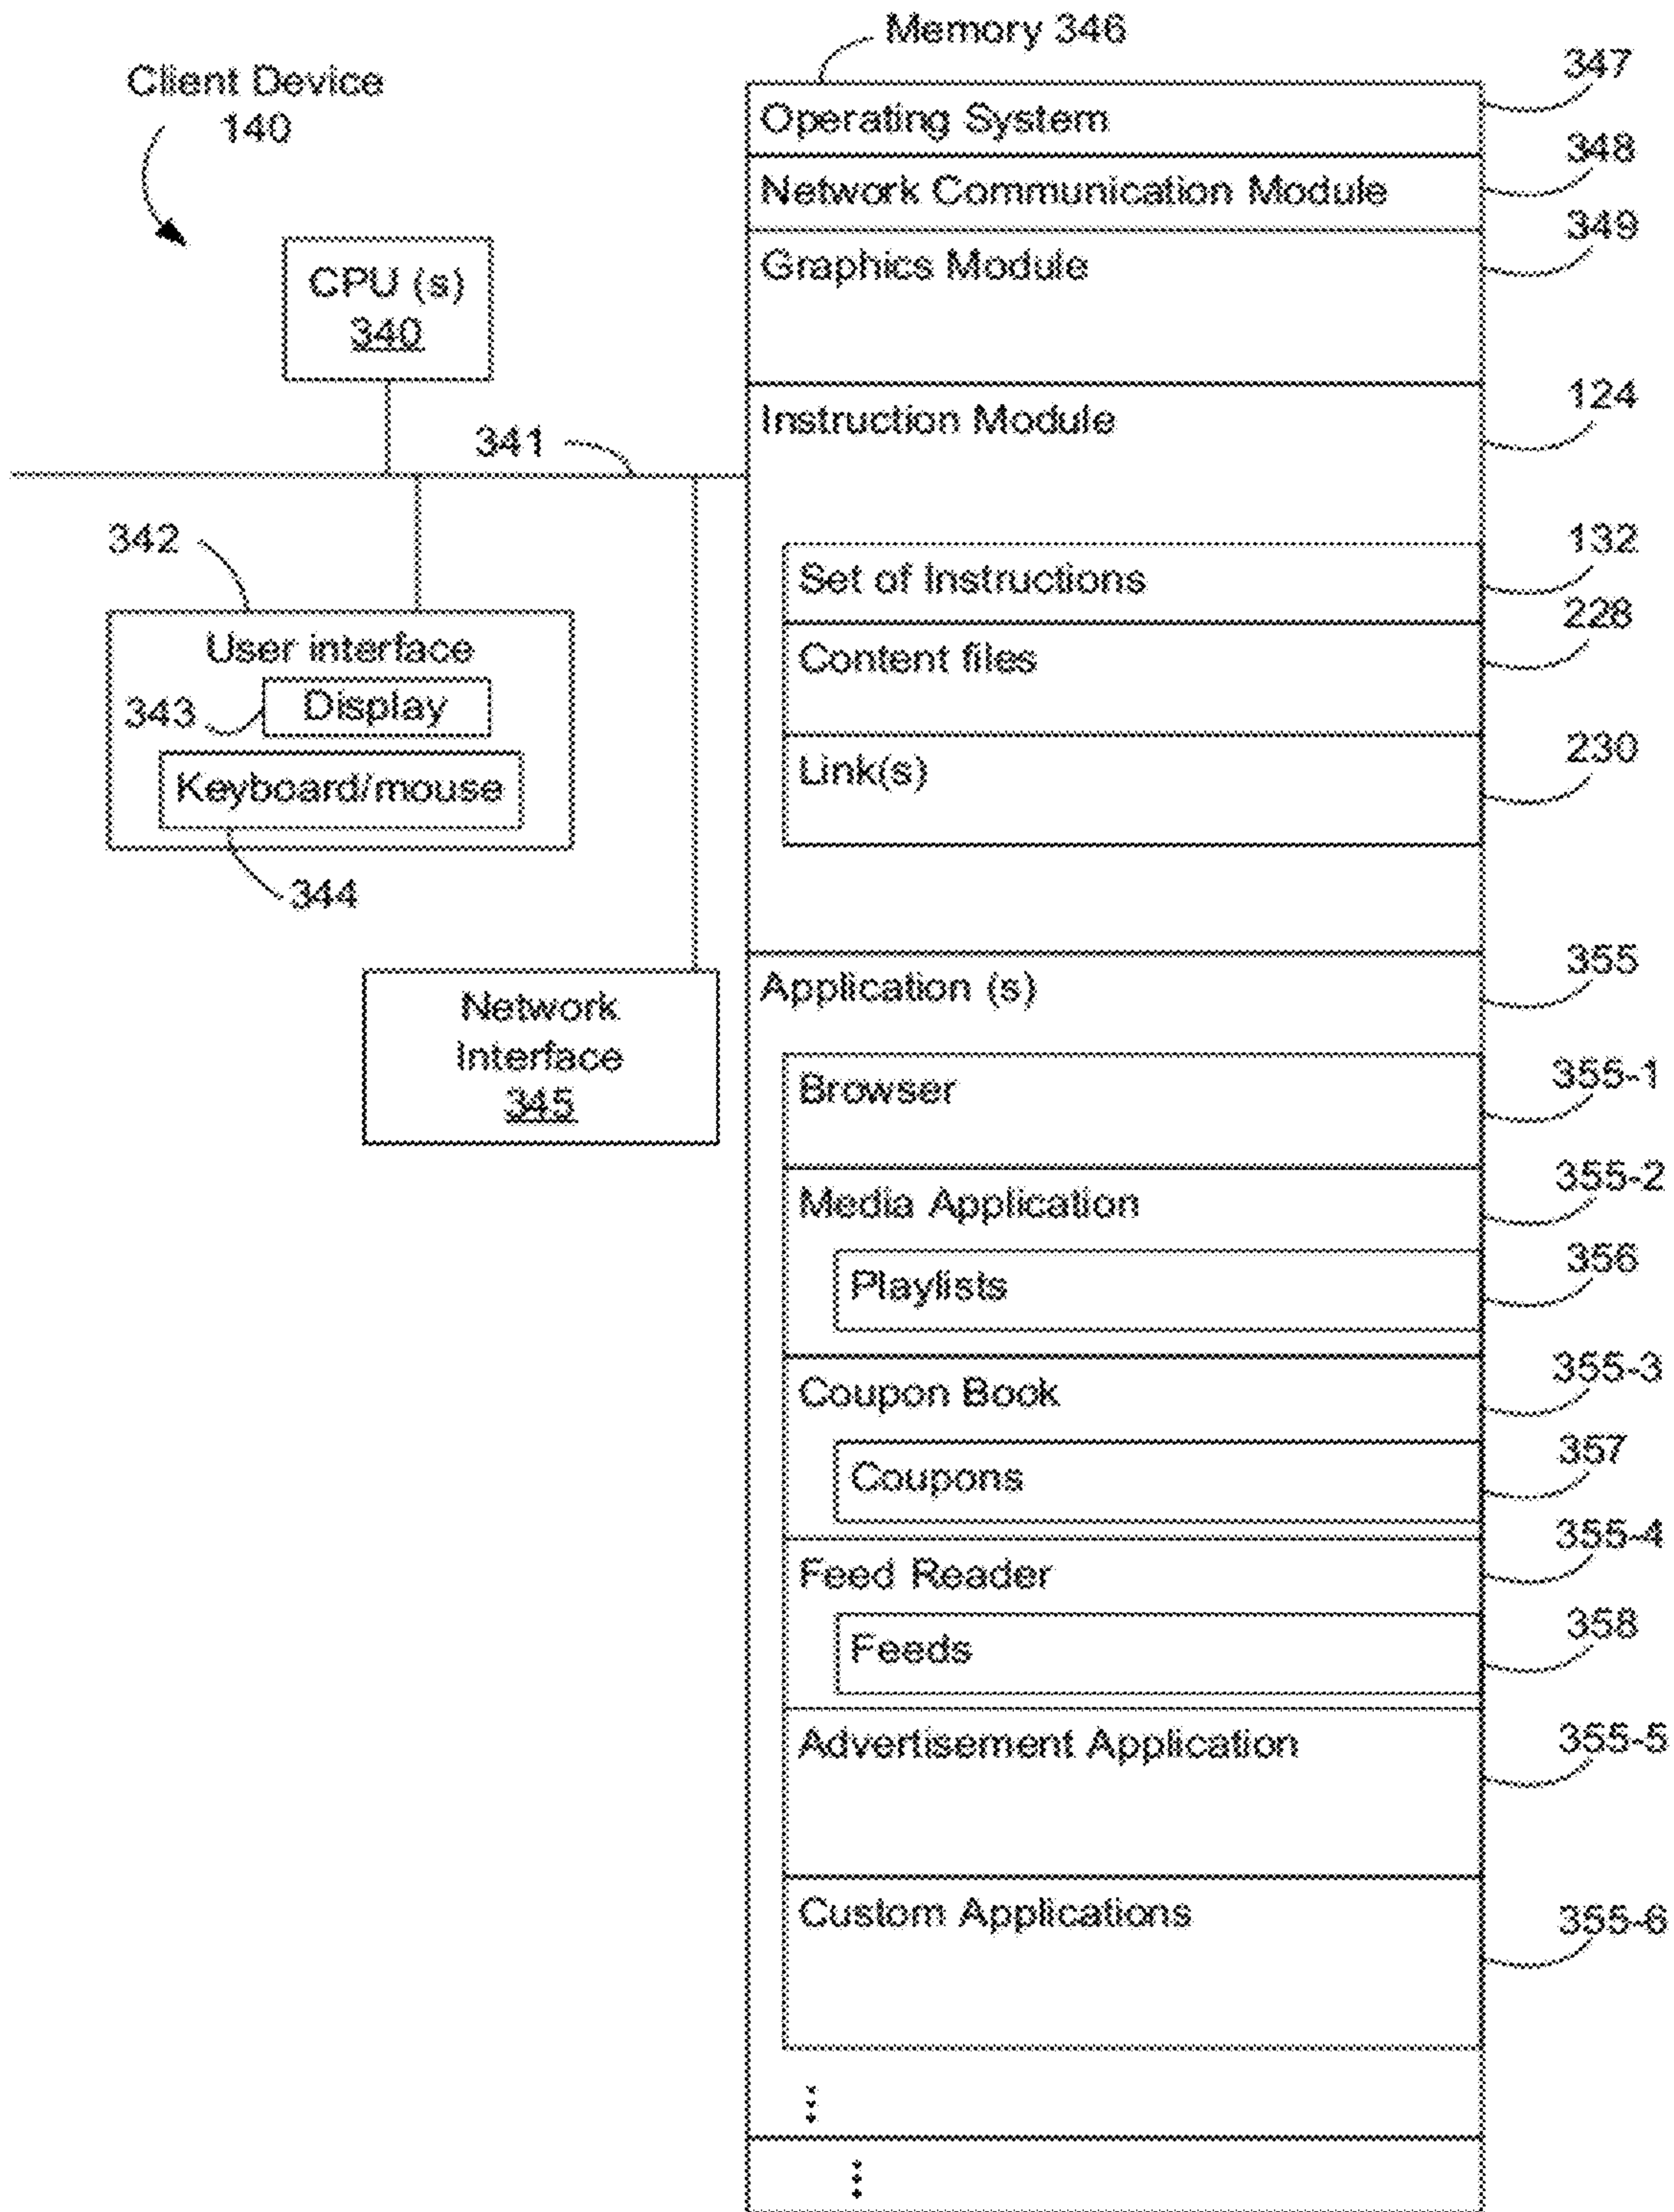 Client Device
140
CPU (s)
340
341
342
User interface
343
Display
Keyboard/mouse
344
Network
Interface
345
Memory 346
Operating System
347
Network Communication Module
348
Graphics Module
349
Instruction Module
124
Set of Instructions
132
Content files
228
Link(s)
230
Application (s)
355
Browser
355-1
Media Application
355-2
Playlists
356
Coupon Book
355-3
Coupons
357
Feed Reader
355-4
Feeds
358
Advertisement Application
355-5
Custom Applications
355-6